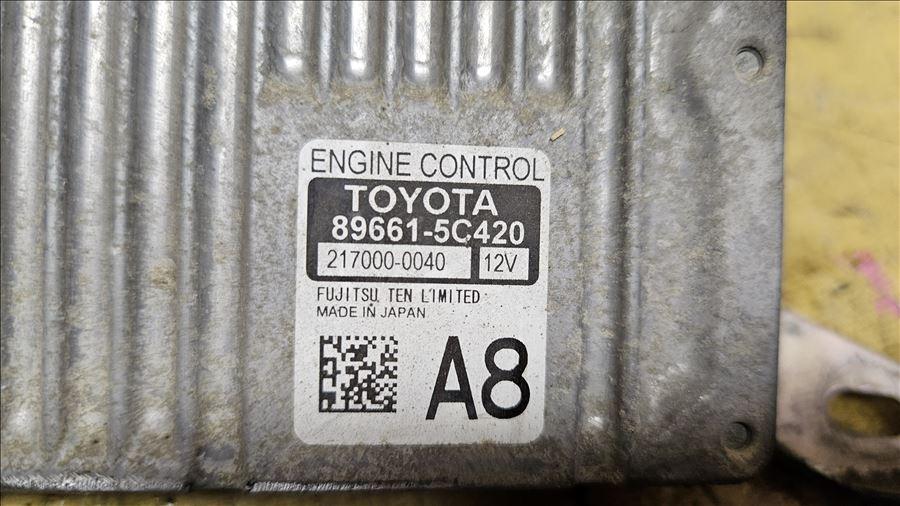 ENGINE CONTROL
TOYOTA
89661-5C420
217000-0040 12V
FUJITSU TEN LIMITED
MADE IN JAPAN
A8